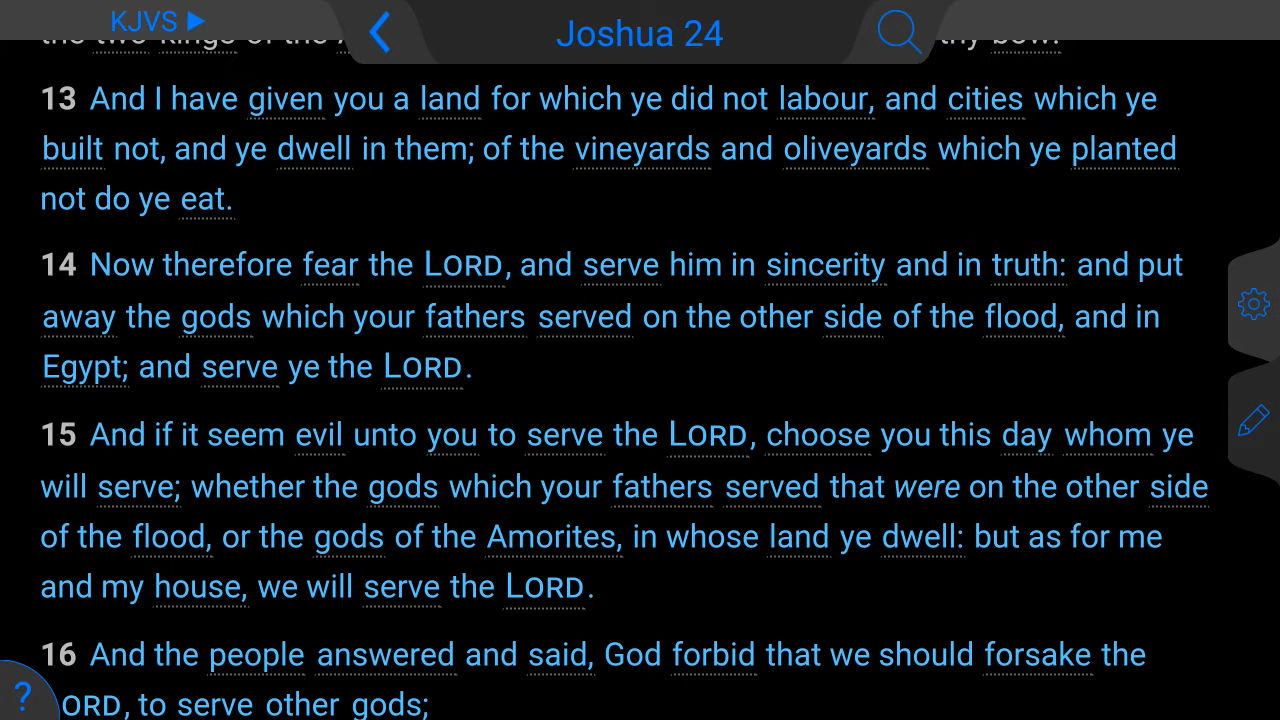 KJVS ▶ Joshua 24
the two kings of the thy bow.
13 And I have given you a land for which ye did not labour, and cities which ye
built not, and ye dwell in them; of the vineyards and oliveyards which ye planted
not do ye eat.
14 Now therefore fear the LORD, and serve him in sincerity and in truth: and put
away the gods which your fathers served on the other side of the flood, and in
Egypt; and serve ye the LORD.
15 And if it seem evil unto you to serve the LORD, choose you this day whom ye
will serve; whether the gods which your fathers served that were on the other side
of the flood, or the gods of the Amorites, in whose land ye dwell: but as for me
and my house, we will serve the LORD.
16 And the people answered and said, God forbid that we should forsake the
ORD, to serve other gods;
?